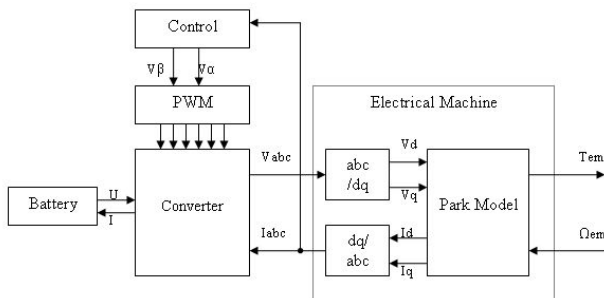 Control
Vβ
Vα
PWM
Electrical Machine
Vabc
abc
/dq
Vd
Vq
Tem
Battery
U
I
Converter
Park Model
Iabc
dq/
abc
Id
Iq
Ωem